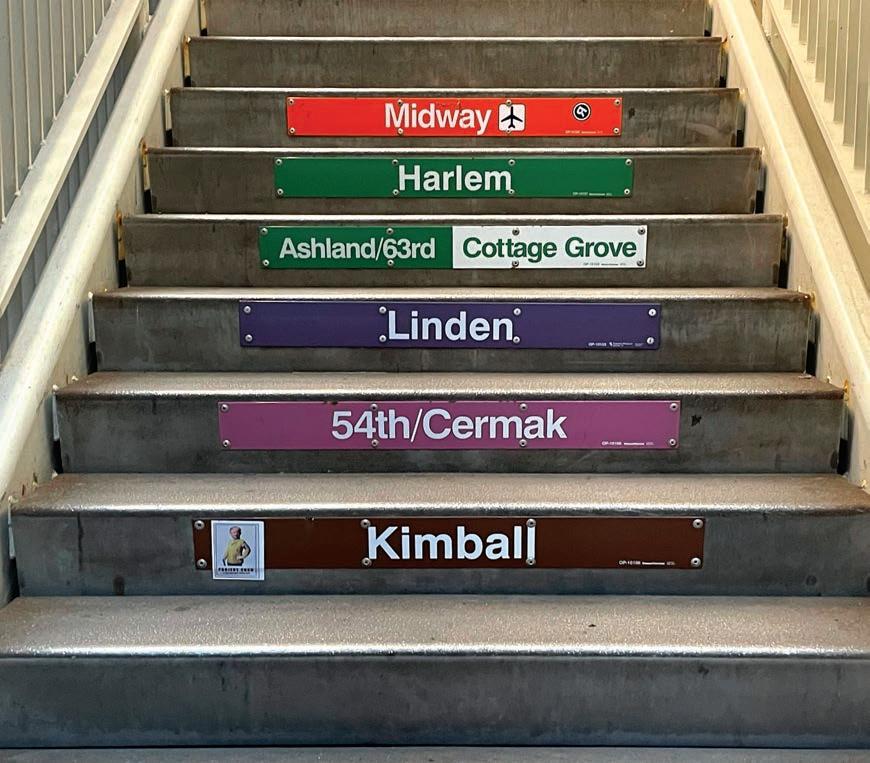 Midway
Harlem
Ashland/63rd Cottage Grove
Linden
54th/Cermak
Kimball